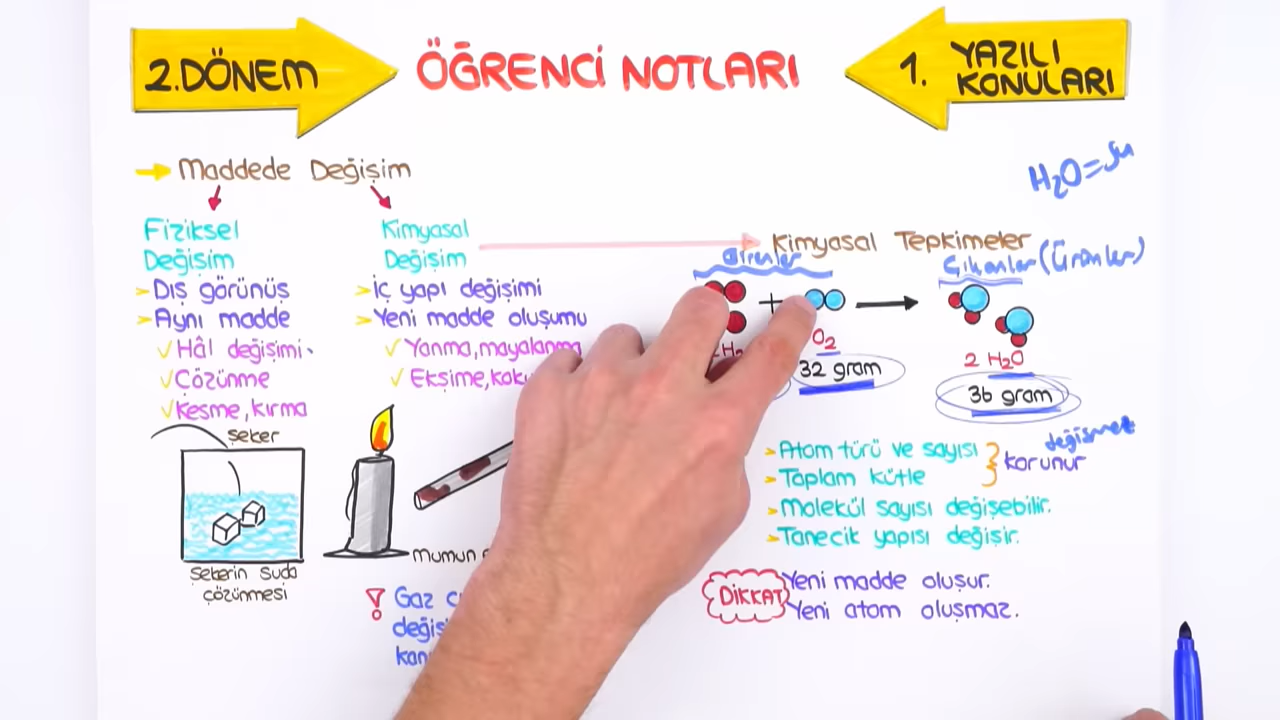 2.DÖNEM
ÖĞRENCİ NOTLARI
1. YAZILI
KONULARI
Maddede Değişim
Fiziksel
Değişim
> Dış görünüş
> Aynı madde
✓ Hâl değişimi
✓ Çözünme
✓ Kesme, kırma
şeker
şekerin suda
çözünmesi
Kimyasal
Değişim
> İç yapı değişimi
> Yeni madde oluşumu
✓ Yanma, mayalanma
✓ Ekşime,
mumun
Gaz
H₂O=Su
Kimyasal Tepkimeler
Girenler
Çıkanlar (Ürünler)
+
O₂
2 H₂O
32 gram
36 gram
> Atom türü ve sayısı
> Toplam kütle
değişmez
korunur
> Molekül sayısı değişebilir.
> Tanecik yapısı değişir.
DİKKAT
Yeni madde oluşur.
Yeni atom oluşmaz.